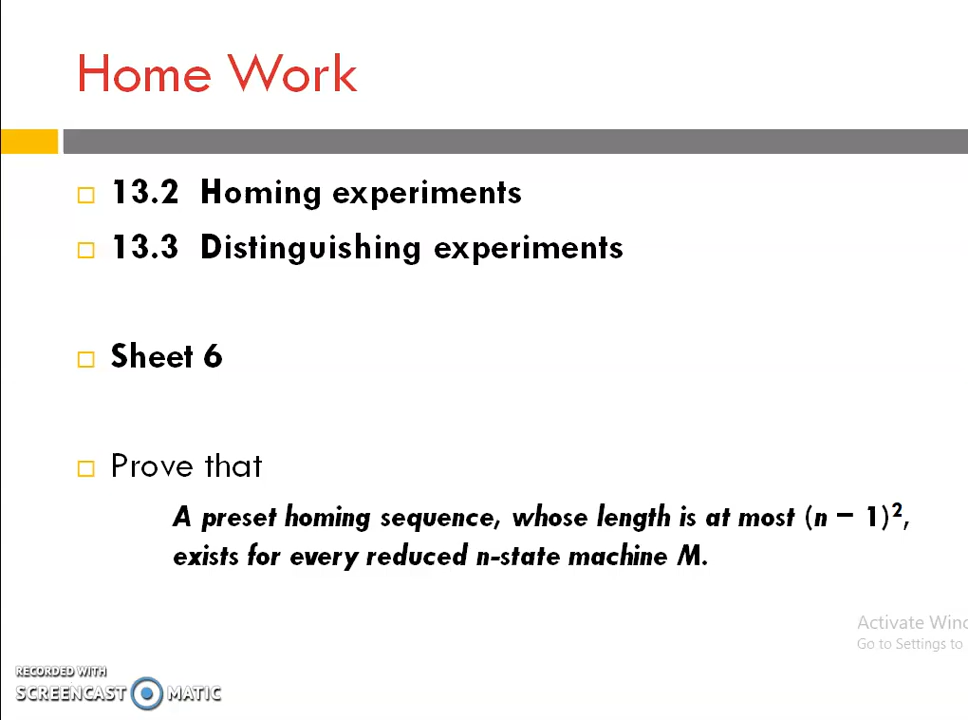 Home Work
13.2 Homing experiments
13.3 Distinguishing experiments
Sheet 6
Prove that
A preset homing sequence, whose length is at most (n − 1)²,
exists for every reduced n-state machine M.
Activate Winc
Go to Settings to
RECORDED WITH
SCREENCAST MATIC